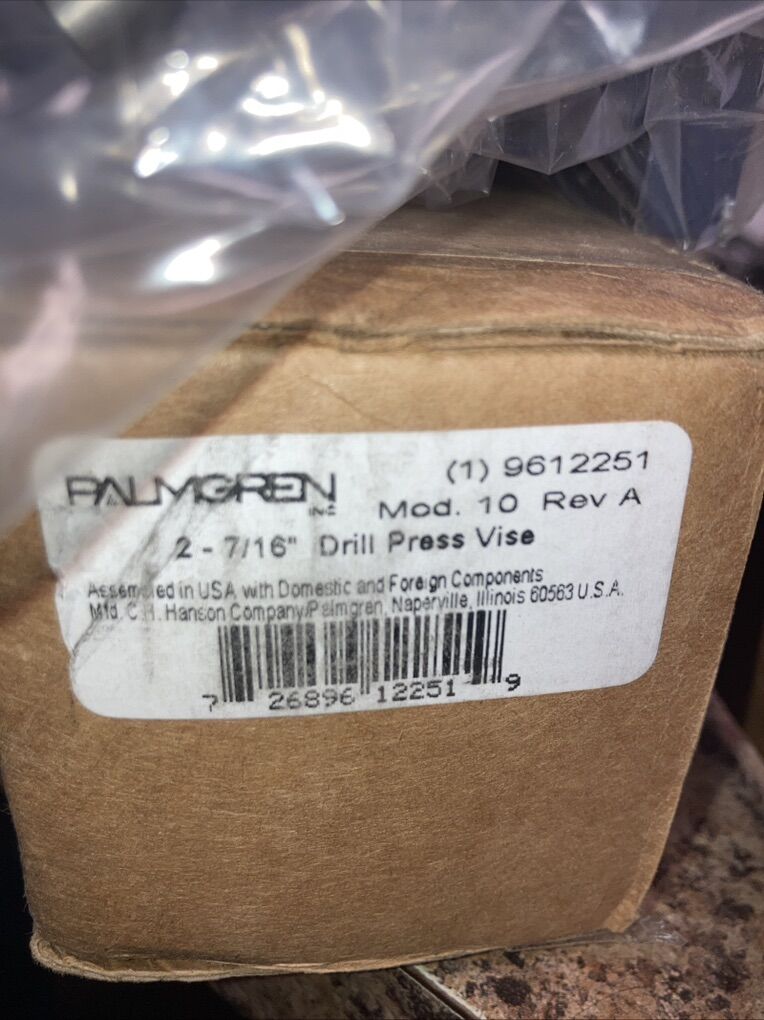 PALMGREN INC
(1) 9612251
Mod. 10 Rev A
2 - 7/16" Drill Press Vise
Assembled in USA with Domestic and Foreign Components
Mfd. C.H. Hanson Company/Palmgren, Naperville, Illinois 60563 U.S.A.
7 26896 12251 9